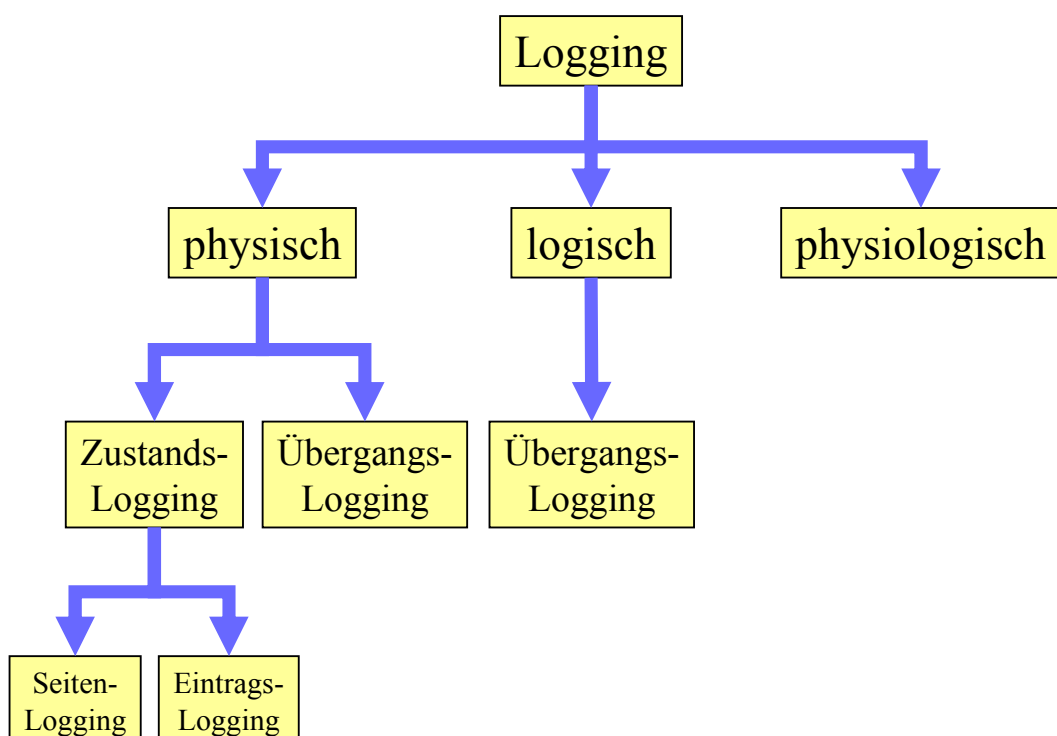 Logging
physisch
logisch
physiologisch
Zustands-
Logging
Übergangs-
Logging
Übergangs-
Logging
Seiten-
Logging
Eintrags-
Logging